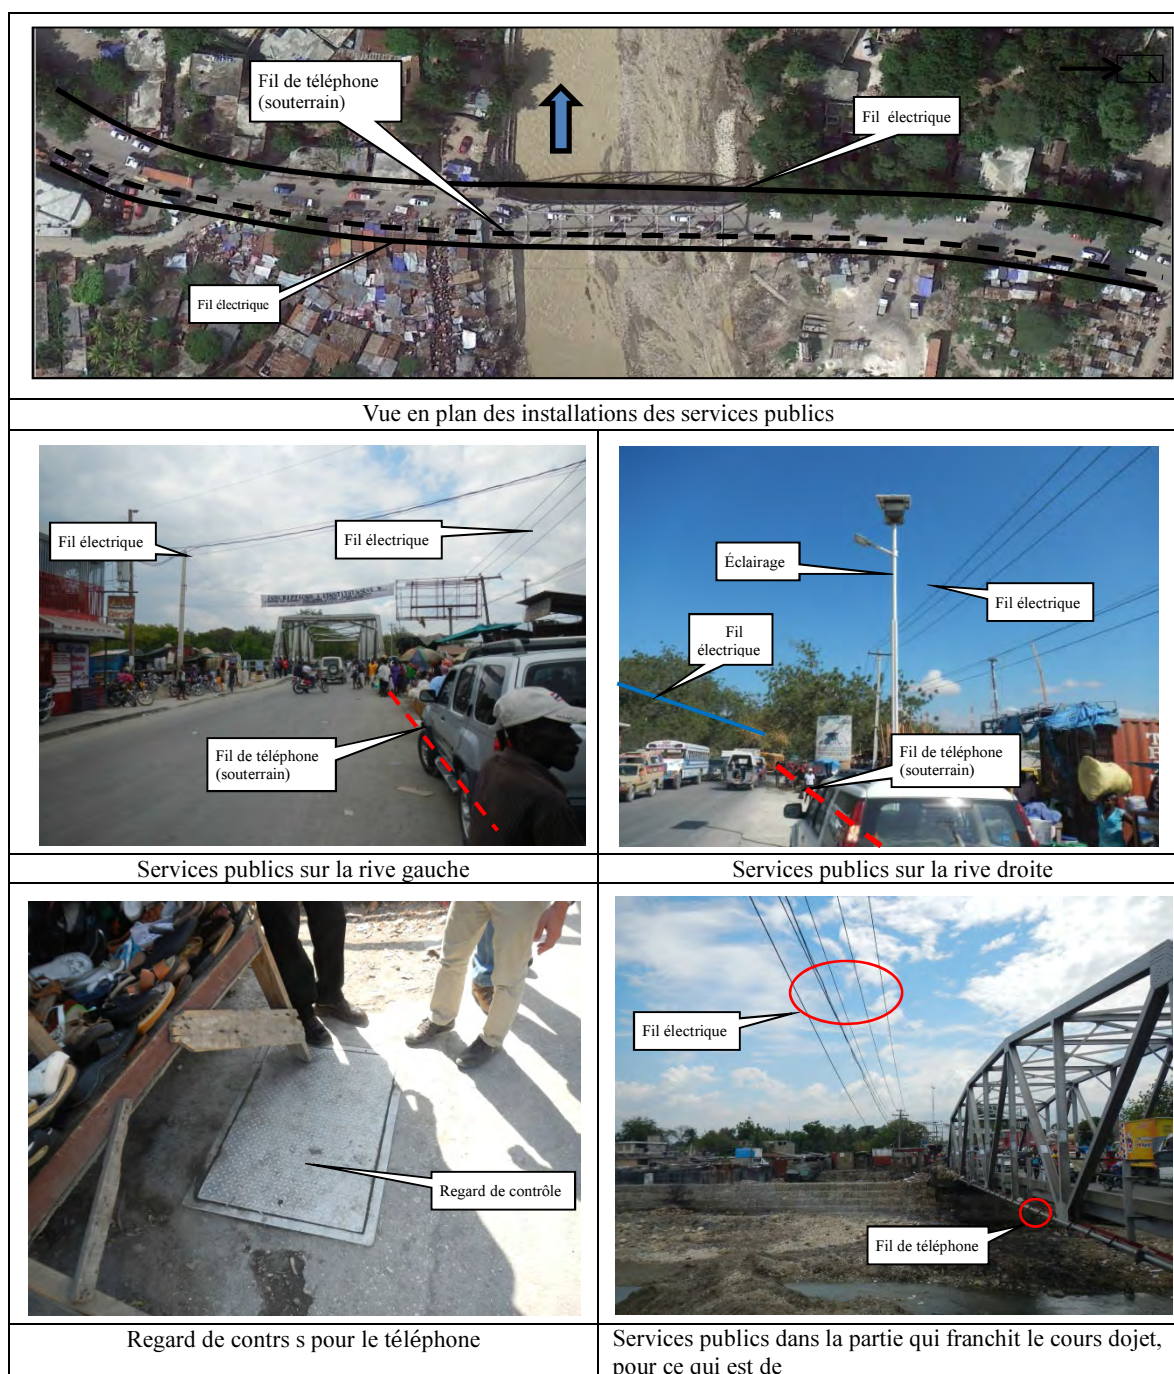 Fil de téléphone
(souterrain)
Fil électrique
Fil électrique
Vue en plan des installations des services publics
Fil électrique
Fil électrique
Fil de téléphone
(souterrain)
Services publics sur la rive gauche
Éclairage
Fil électrique
Fil
électrique
Fil de téléphone
(souterrain)
Services publics sur la rive droite
Regard de contrôle
Regard de contrs s pour le téléphone
Fil électrique
Fil de téléphone
Services publics dans la partie qui franchit le cours dojet,
pour ce qui est de